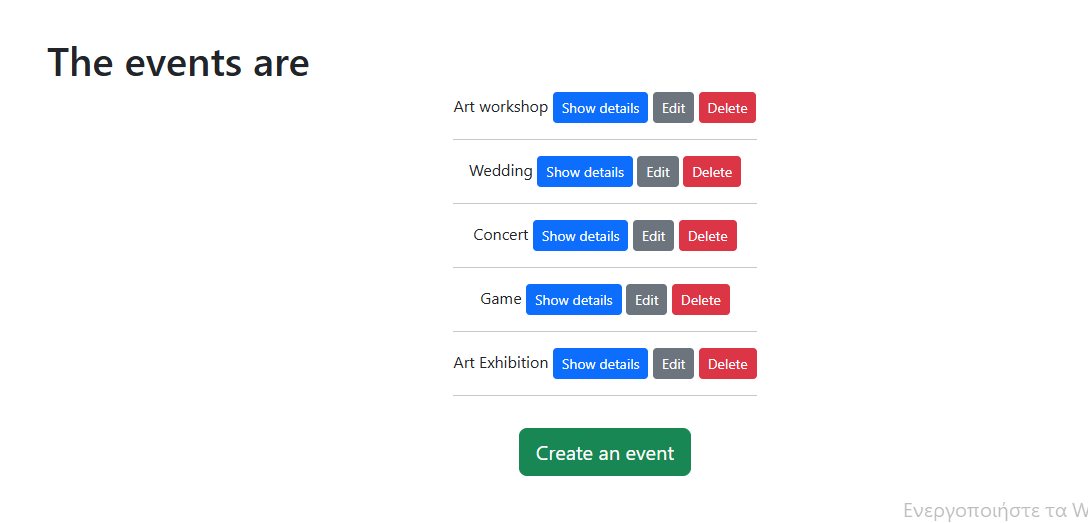 The events are
Art workshop Show details Edit Delete
Wedding Show details Edit Delete
Concert Show details Edit Delete
Game Show details Edit Delete
Art Exhibition Show details Edit Delete
Create an event
Ενεργοποιήστε τα W